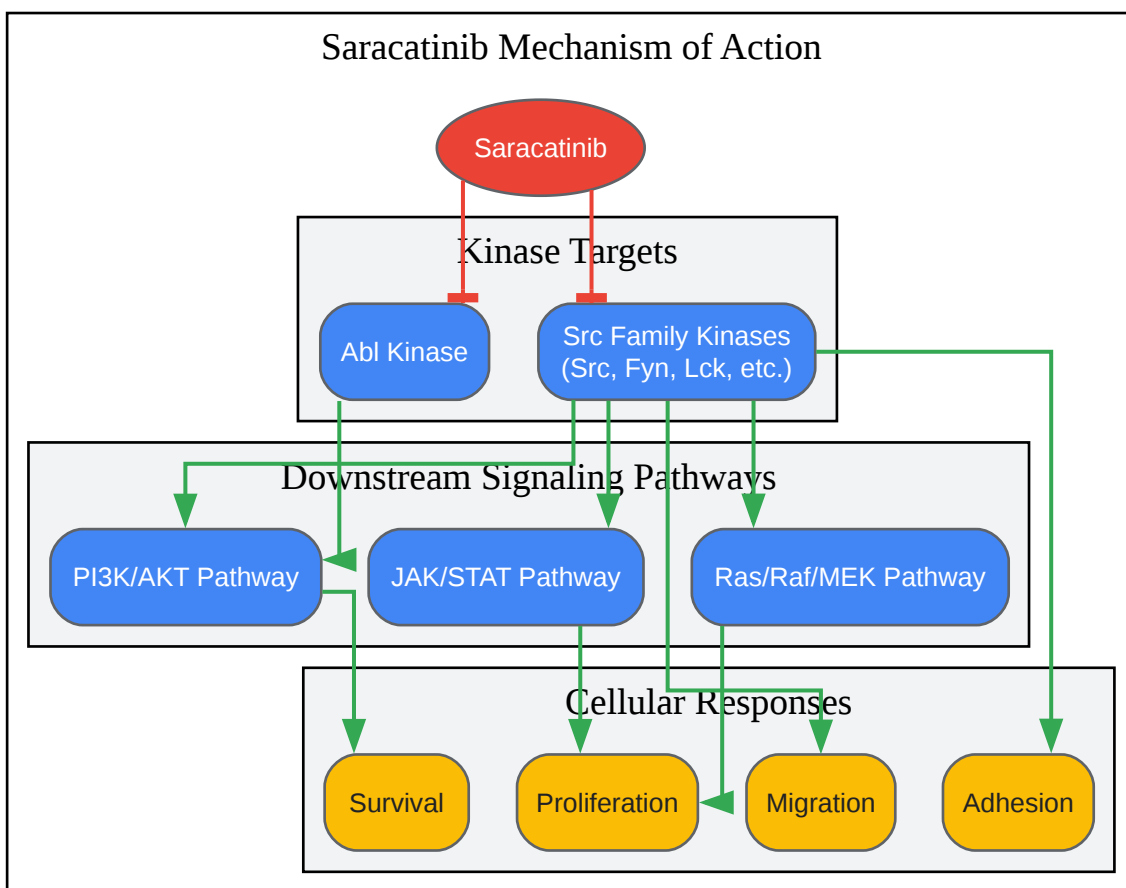 Saracatinib Mechanism of Action
Saracatinib
Kinase Targets
Abl Kinase
Src Family Kinases
(Src, Fyn, Lck, etc.)
Downstream Signaling Pathways
PI3K/AKT Pathway
JAK/STAT Pathway
Ras/Raf/MEK Pathway
Cellular Responses
Survival
Proliferation
Migration
Adhesion